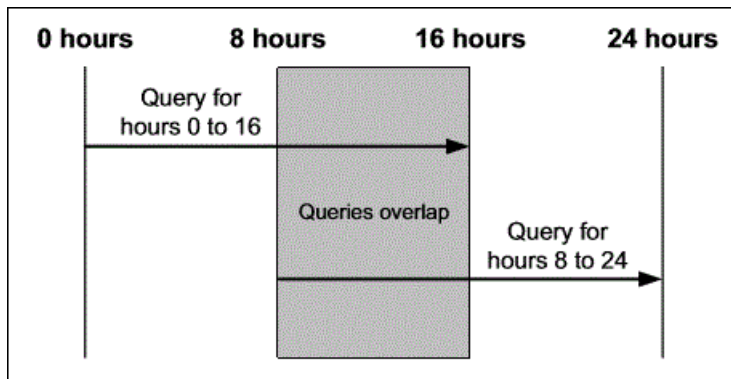 0 hours
8 hours
16 hours
24 hours
Query for
hours 0 to 16
Queries overlap
Query for
hours 8 to 24